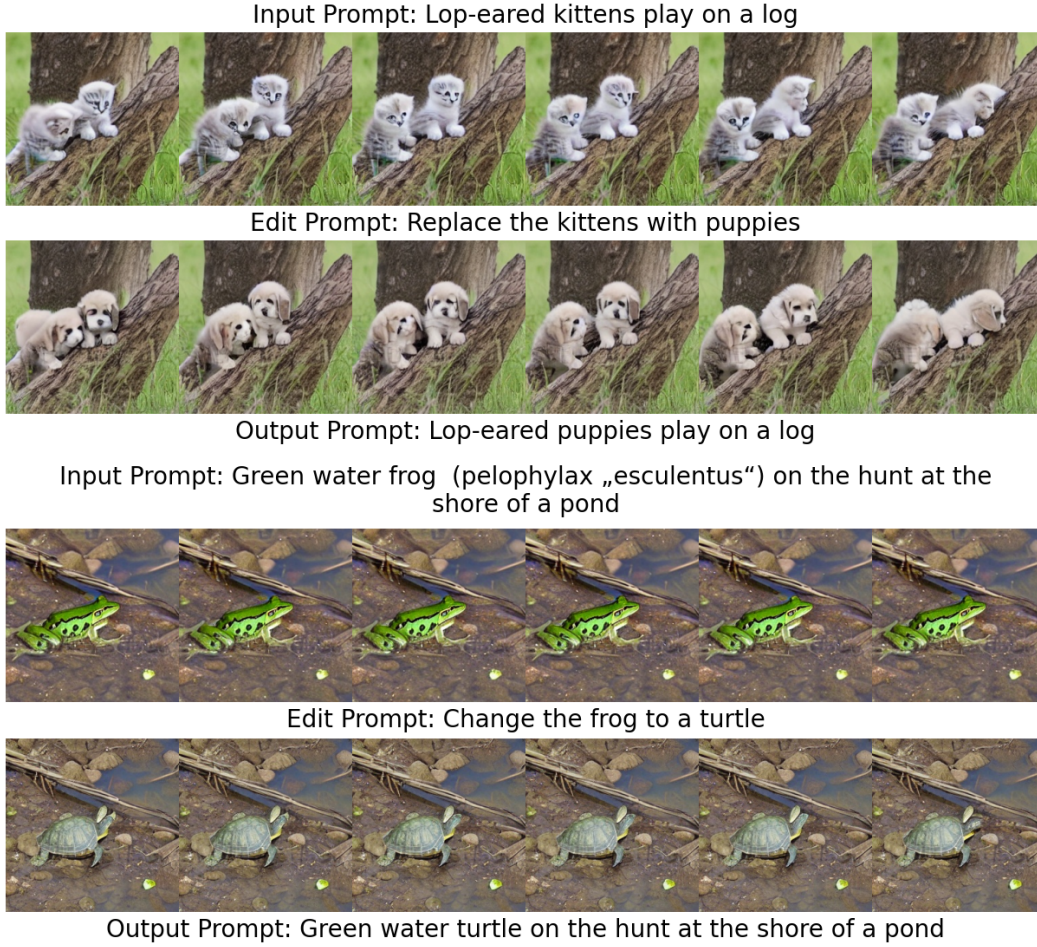 Input Prompt: Lop-eared kittens play on a log
Edit Prompt: Replace the kittens with puppies
Output Prompt: Lop-eared puppies play on a log
Input Prompt: Green water frog  (pelophylax „esculentus“) on the hunt at the
shore of a pond
Edit Prompt: Change the frog to a turtle
Output Prompt: Green water turtle on the hunt at the shore of a pond